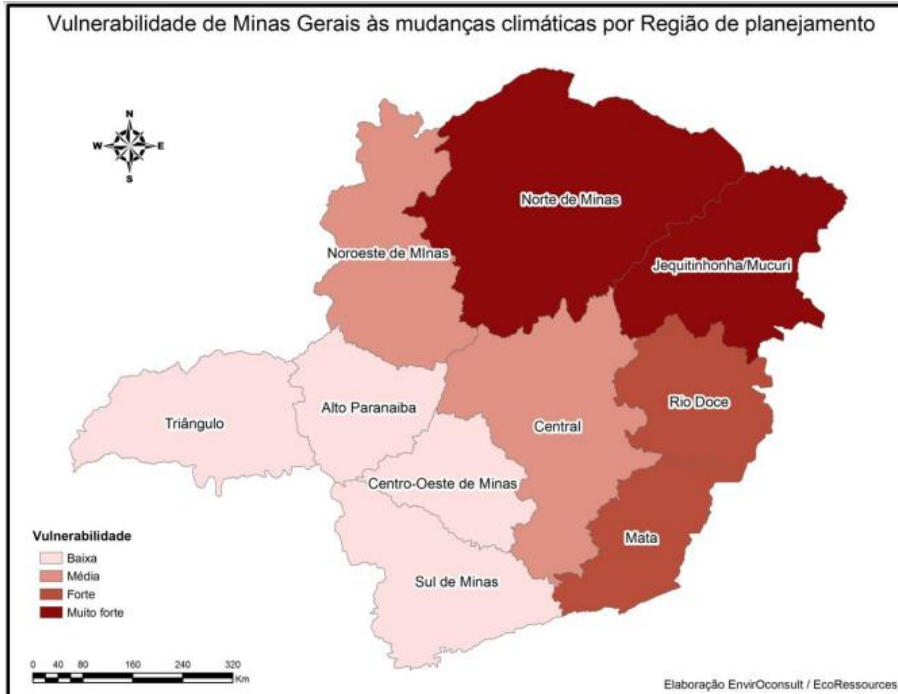 Vulnerabilidade de Minas Gerais às mudanças climáticas por Região de planejamento
N
W E
S
Norte de Minas
Noroeste de MInas
Jequitinhonha/Mucuri
Triângulo
Alto Paranaiba
Central
Rio Doce
Centro-Oeste de Minas
Mata
Sul de Minas
Vulnerabilidade
Baixa
Média
Forte
Muito forte
0 40 80 160 240 320
Km
Elaboração EnvirOconsult / EcoRessources